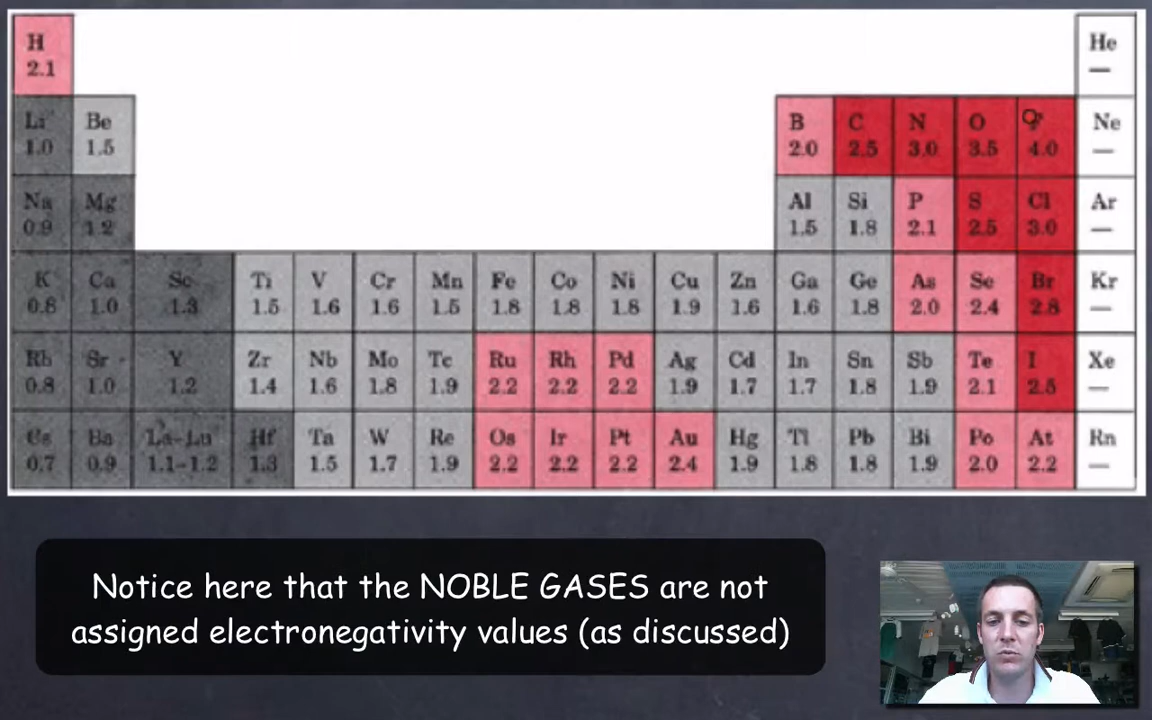 H He
2.1 —
Li Be B C N O Ne
1.0 1.5 2.0 2.5 3.0 3.5 4.0 —
Na Mg Al Si P S Cl Ar
0.9 1.2 1.5 1.8 2.1 2.5 3.0 —
K Ca Sc Ti V Cr Mn Fe Co Ni Cu Zn Ga Ge As Se Br Kr
0.8 1.0 1.3 1.5 1.6 1.6 1.5 1.8 1.8 1.8 1.9 1.6 1.6 1.8 2.0 2.4 2.8 —
Rb Sr Y Zr Nb Mo Tc Ru Rh Pd Ag Cd In Sn Sb Te I Xe
0.8 1.0 1.2 1.4 1.6 1.8 1.9 2.2 2.2 2.2 1.9 1.7 1.7 1.8 1.9 2.1 2.5 —
Cs Ba La–Lu Hf Ta W Re Os Ir Pt Au Hg Tl Pb Bi Po At Rn
0.7 0.9 1.1–1.2 1.3 1.5 1.7 1.9 2.2 2.2 2.2 2.4 1.9 1.8 1.8 1.9 2.0 2.2 —
Notice here that the NOBLE GASES are not
assigned electronegativity values (as discussed)